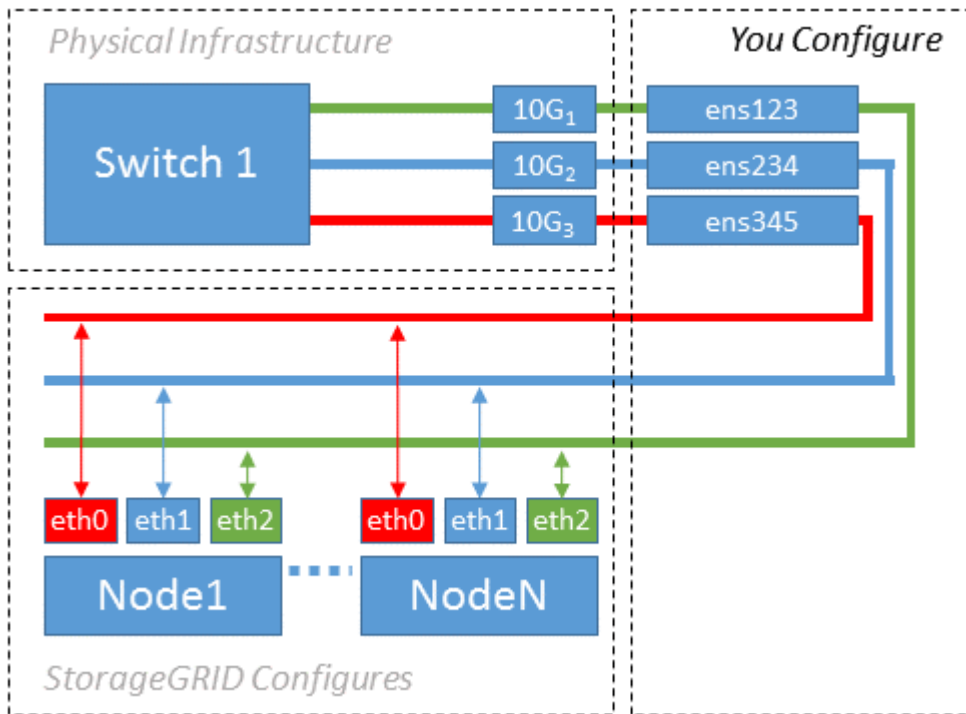 Physical Infrastructure
You Configure
Switch 1
10G₁
ens123
10G₂
ens234
10G₃
ens345
eth0
eth1
eth2
eth0
eth1
eth2
Node1
NodeN
StorageGRID Configures